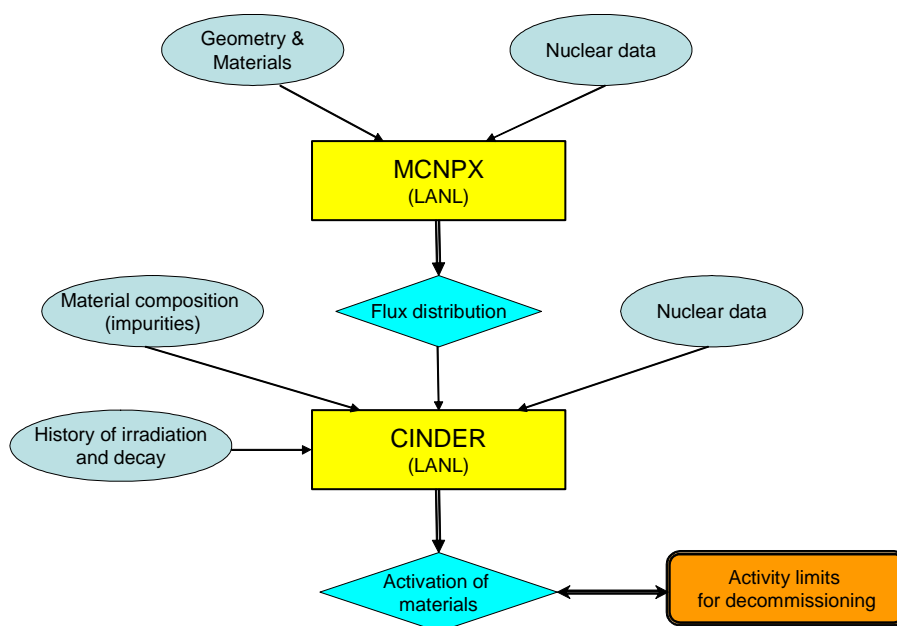 Geometry &
Materials
Nuclear data
MCNPX
(LANL)
Flux distribution
Material composition
(impurities)
Nuclear data
History of irradiation
and decay
CINDER
(LANL)
Activation of
materials
Activity limits
for decommissioning